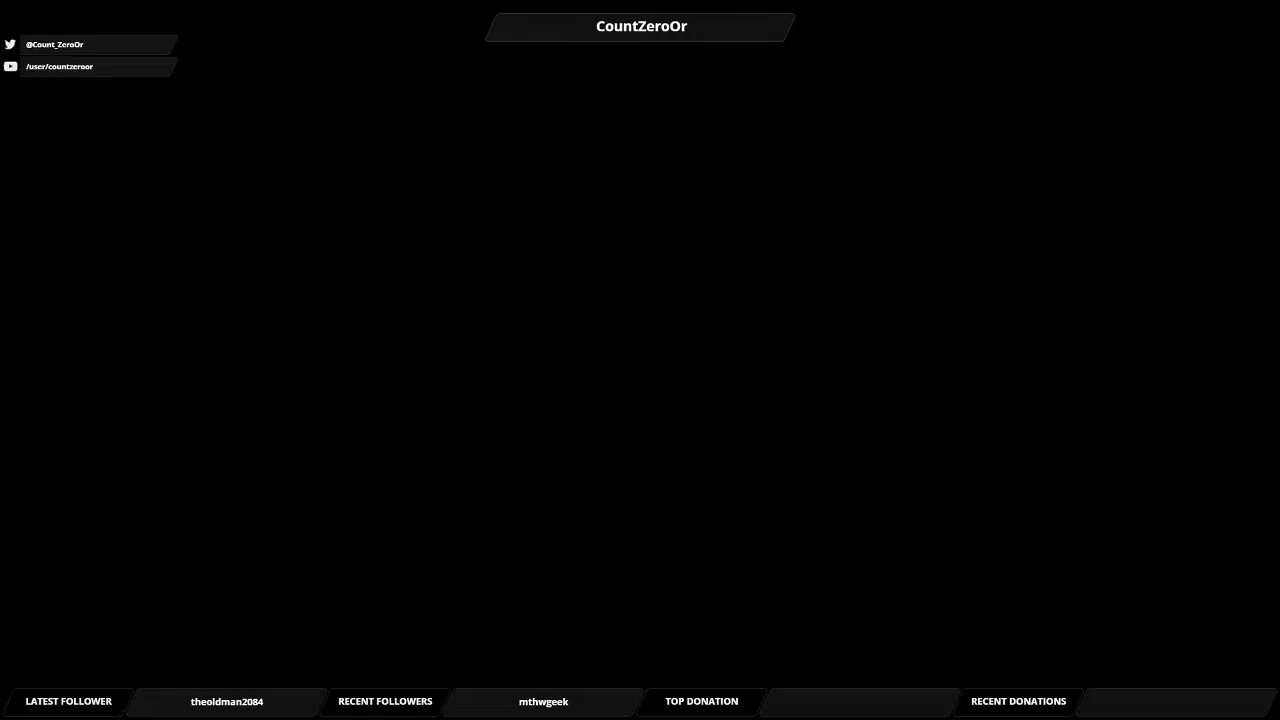 CountZeroOr
@Count_ZeroOr
/user/countzeroor
LATEST FOLLOWER theoldman2084 RECENT FOLLOWERS mthwgeek TOP DONATION RECENT DONATIONS